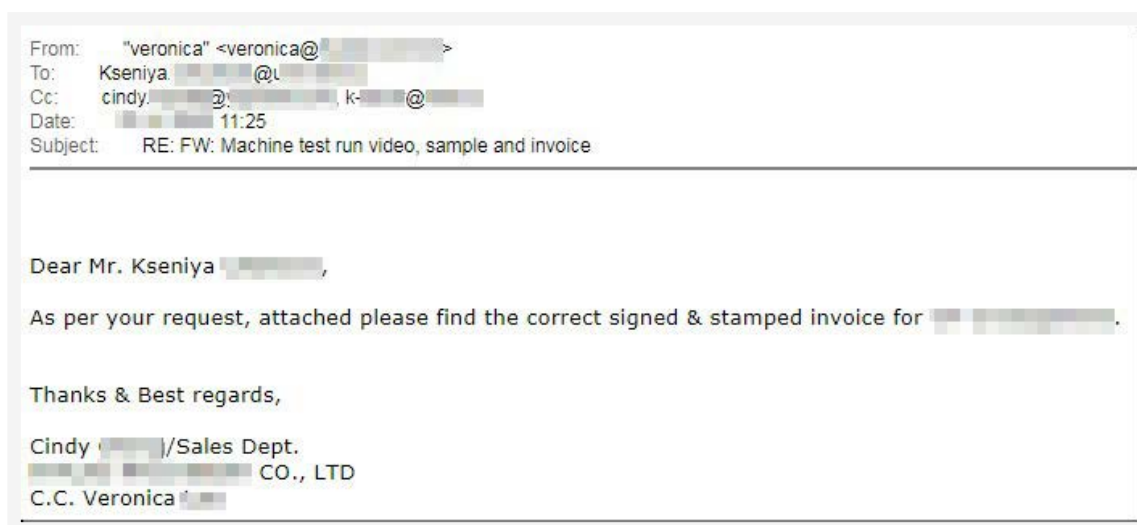 From: "veronica" <veronica@ >
To: Kseniya. @
Cc: cindy. @ , k- @
Date: 11:25
Subject: RE: FW: Machine test run video, sample and invoice
Dear Mr. Kseniya ,
As per your request, attached please find the correct signed & stamped invoice for .
Thanks & Best regards,
Cindy /Sales Dept.
CO., LTD
C.C. Veronica